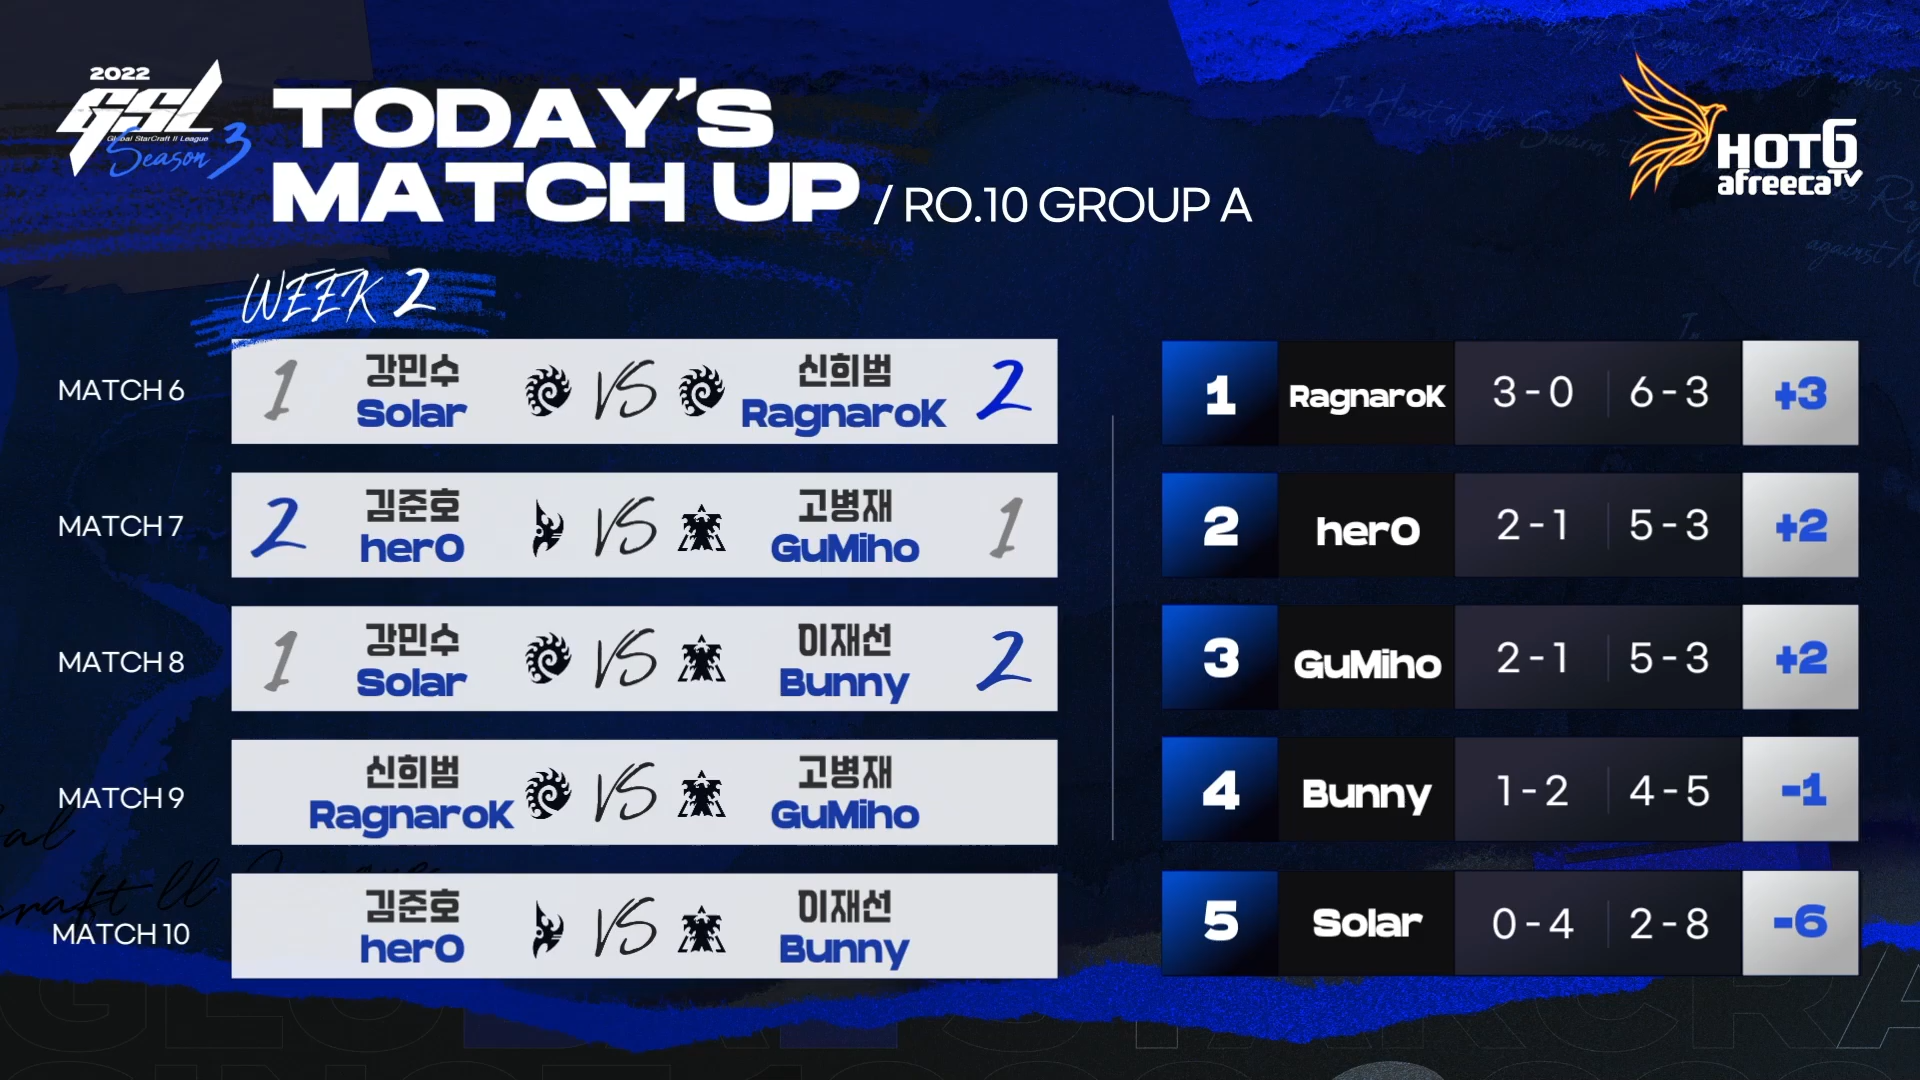 2022
GSL
Global StarCraft II League
Season 3
TODAY'S
MATCH UP / RO.10 GROUP A
HOT6
afreecaTV
WEEK 2
MATCH 6
1 강민수 VS 신희범 2
Solar RagnaroK
MATCH 7
2 김준호 VS 고병재 1
herO GuMiho
MATCH 8
1 강민수 VS 이재선 2
Solar Bunny
MATCH 9
신희범 VS 고병재
RagnaroK GuMiho
MATCH 10
김준호 VS 이재선
herO Bunny
1 RagnaroK 3 - 0 6 - 3 +3
2 herO 2 - 1 5 - 3 +2
3 GuMiho 2 - 1 5 - 3 +2
4 Bunny 1 - 2 4 - 5 -1
5 Solar 0 - 4 2 - 8 -6
In Heart of the Swarm,